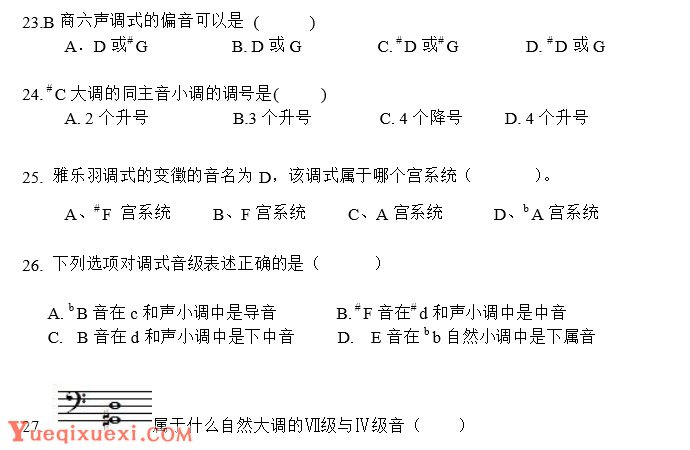 23.B 商六声调式的偏音可以是 (        )
A．D 或#G        B. D 或 G        C. #D 或#G        D. #D 或 G
24. #C 大调的同主音小调的调号是(        )
A. 2 个升号        B.3 个升号        C. 4 个降号        D. 4 个升号
25. 雅乐羽调式的变徵的音名为 D，该调式属于哪个宫系统（        )。
A、#F 宫系统        B、F 宫系统        C、A 宫系统        D、bA 宫系统
26. 下列选项对调式音级表述正确的是（        ）
A. bB 音在 c 和声小调中是导音        B. #F 音在#d 和声小调中是中音
C. B 音在 d 和声小调中是下中音        D. E 音在 bb 自然小调中是下属音
27. 属于什么自然大调的Ⅶ级与Ⅳ级音（        ）
Yueqixuexi.com